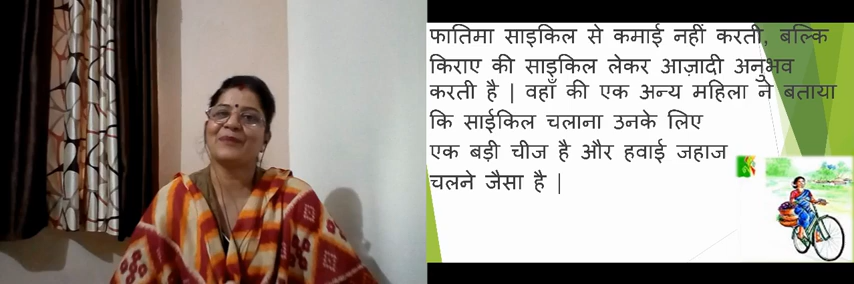 फातिमा साइकिल से कमाई नहीं करती, बल्कि
किराए की साइकिल लेकर आज़ादी अनुभव
करती है | वहाँ की एक अन्य महिला ने बताया
कि साईकिल चलाना उनके लिए
एक बड़ी चीज है और हवाई जहाज
चलने जैसा है |